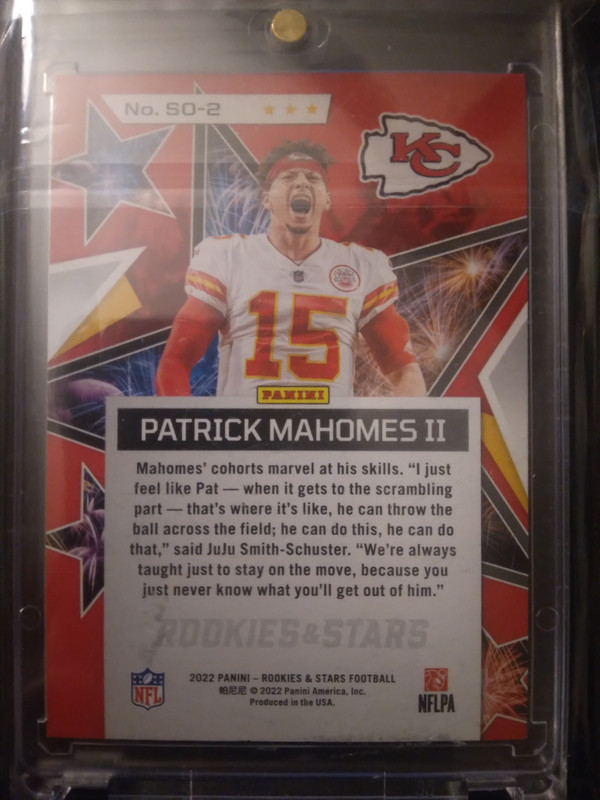 No. SO-2
KC
15
PANINI
PATRICK MAHOMES II
Mahomes' cohorts marvel at his skills. “I just
feel like Pat — when it gets to the scrambling
part — that's where it's like, he can throw the
ball across the field; he can do this, he can do
that,” said JuJu Smith-Schuster. “We're always
taught just to stay on the move, because you
just never know what you'll get out of him.”
ROOKIES&STARS
NFL
2022 PANINI – ROOKIES & STARS FOOTBALL
帕尼尼 © 2022 Panini America, Inc.
Produced in the USA.
NFLPA